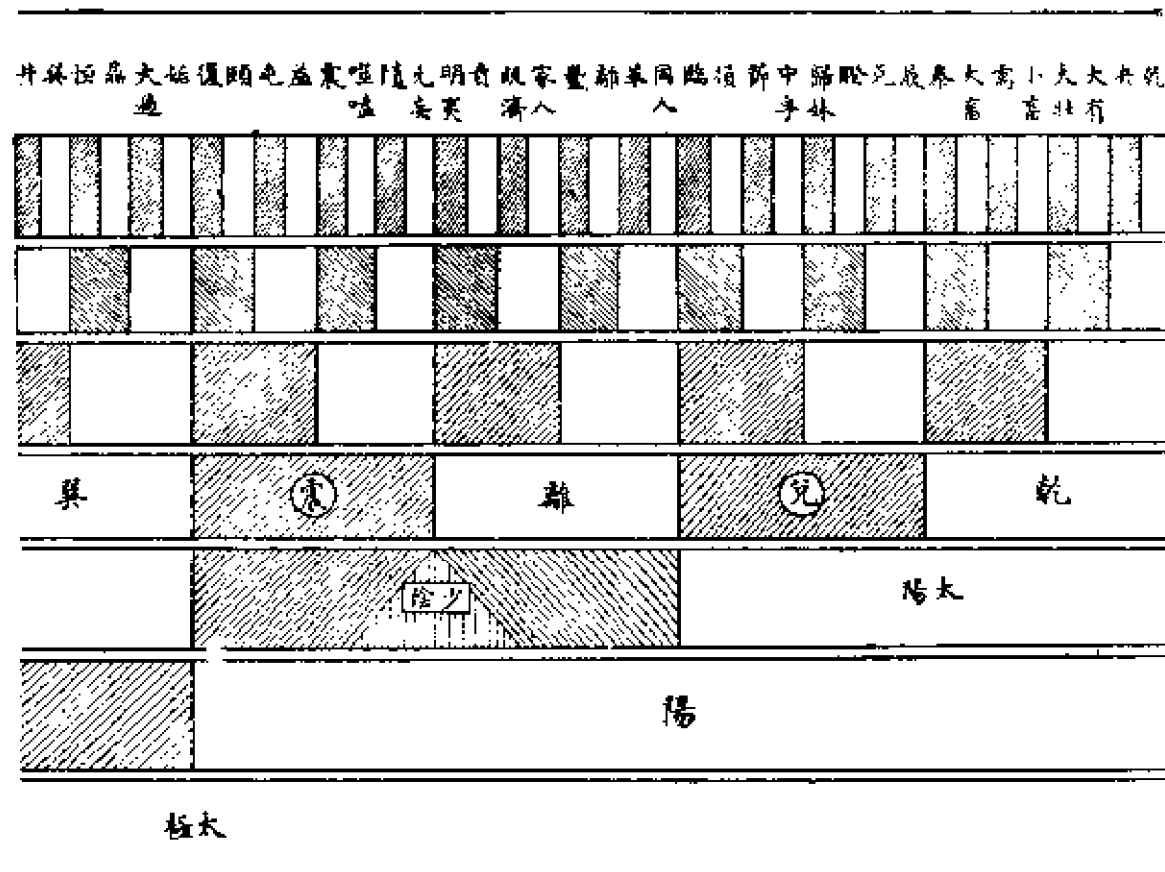 乾 夬 大有 大壯 小畜 需 大畜 泰 履 兌 睽 歸妹 中孚 節 損 臨 同人 革 離 豐 家人 既濟 賁 明夷 无妄 隨 噬嗑 震 益 屯 頤 復 姤 大過 鼎 恒 巽 井
乾 兌 離 震 巽
太陽 少陰
陽
太極